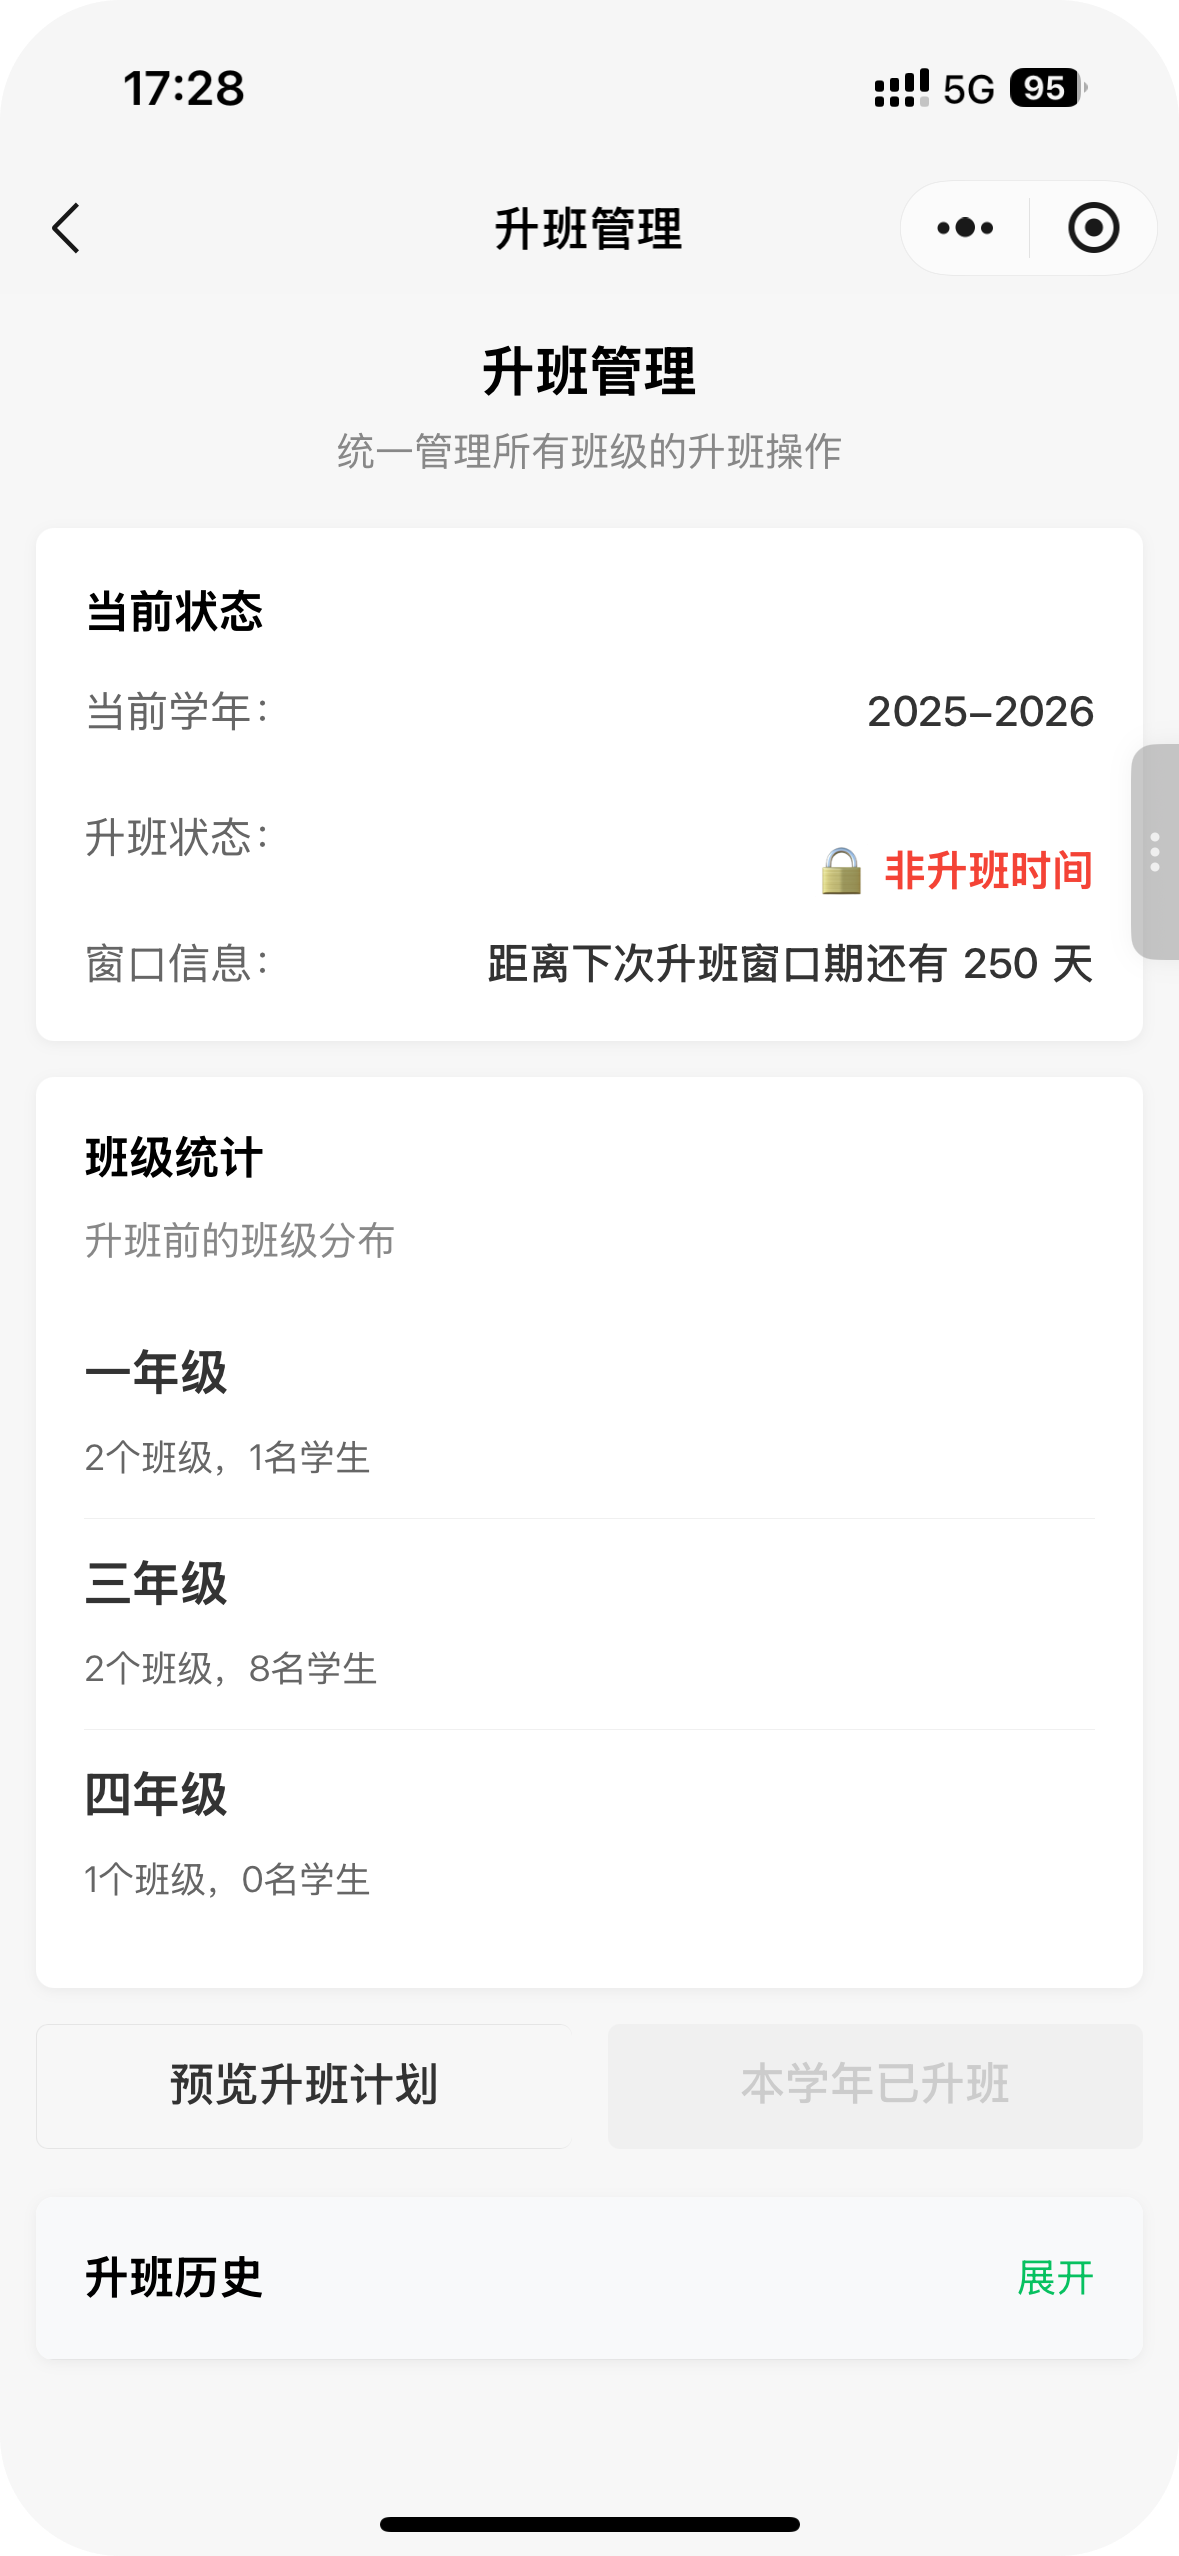 17:28
5G 95
升班管理
升班管理
统一管理所有班级的升班操作
当前状态
当前学年： 2025-2026
升班状态：
非升班时间
窗口信息： 距离下次升班窗口期还有 250 天
班级统计
升班前的班级分布
一年级
2个班级，1名学生
三年级
2个班级，8名学生
四年级
1个班级，0名学生
预览升班计划 本学年已升班
升班历史 展开